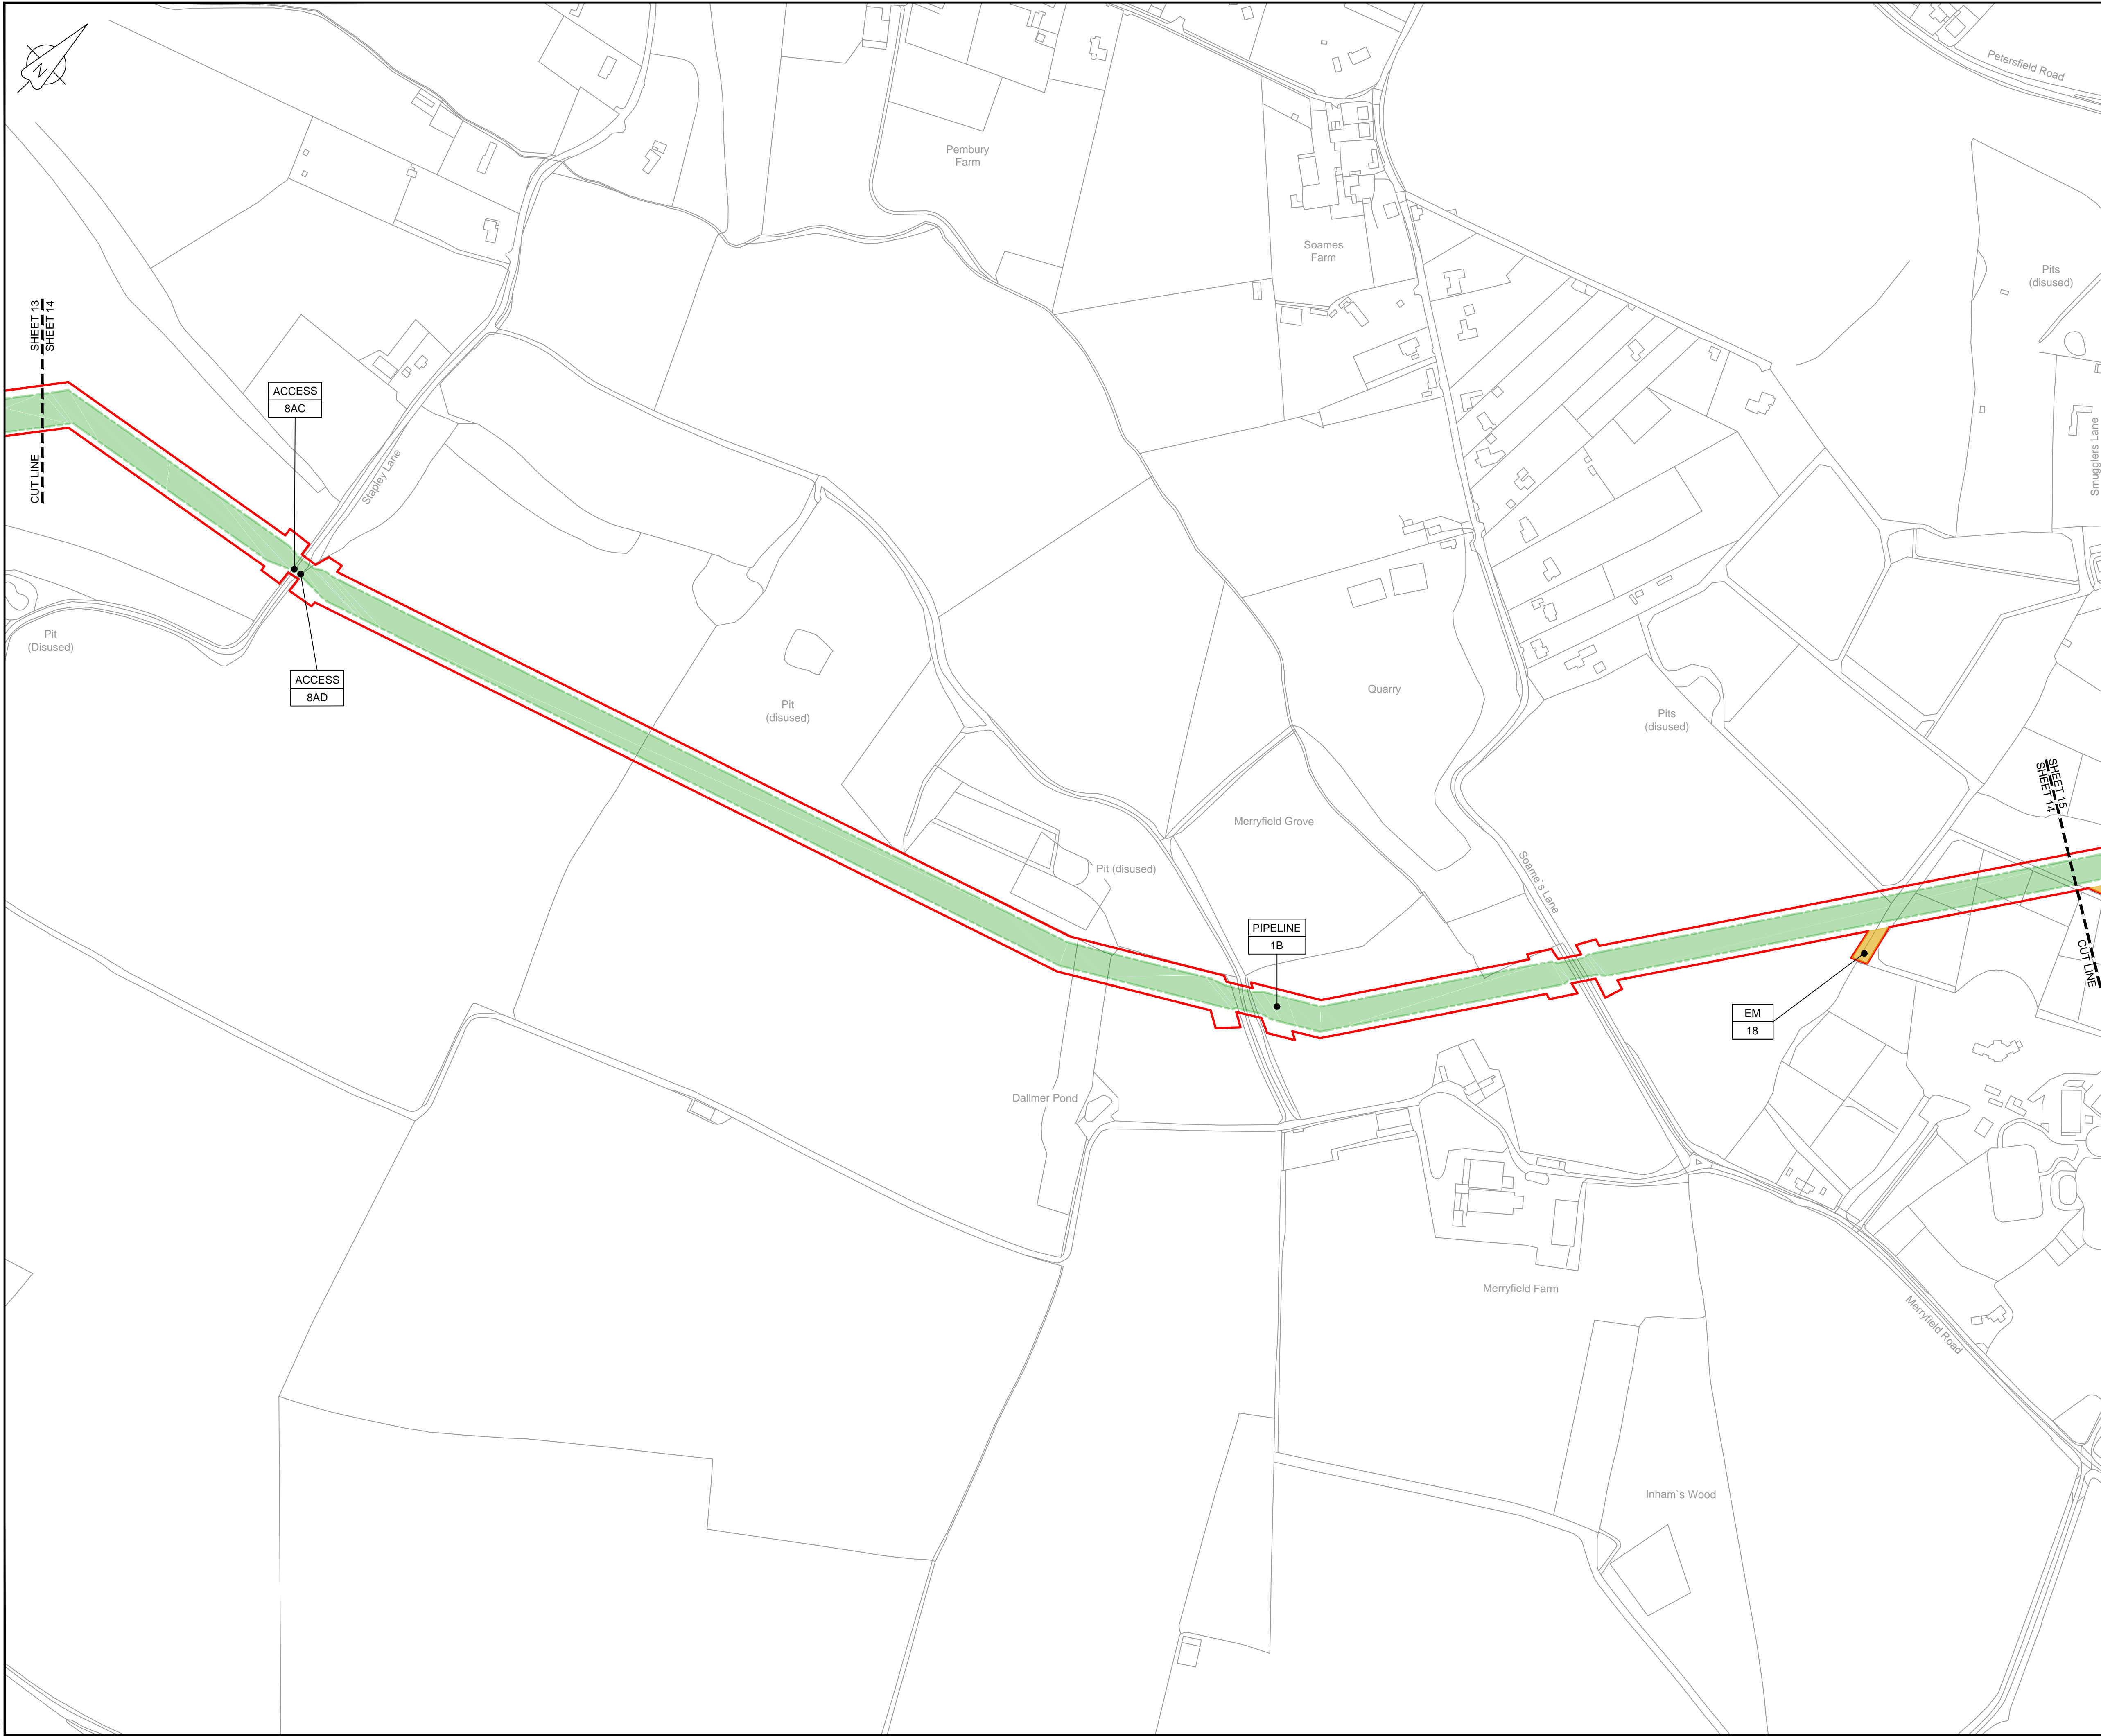 N
Petersfield Road
Pembury
Farm
Soames
Farm
Pits
(disused)
SHEET 13
SHEET 14
CUT LINE
ACCESS
8AC
Stapley Lane
Smugglers Lane
Pit
(Disused)
ACCESS
8AD
Pit
(disused)
Quarry
Pits
(disused)
SHEET 15
SHEET 14
CUT LINE
Merryfield Grove
Pit (disused)
Soame`s Lane
PIPELINE
1B
EM
18
Dallmer Pond
Merryfield Farm
Merryfield Road
Inham`s Wood